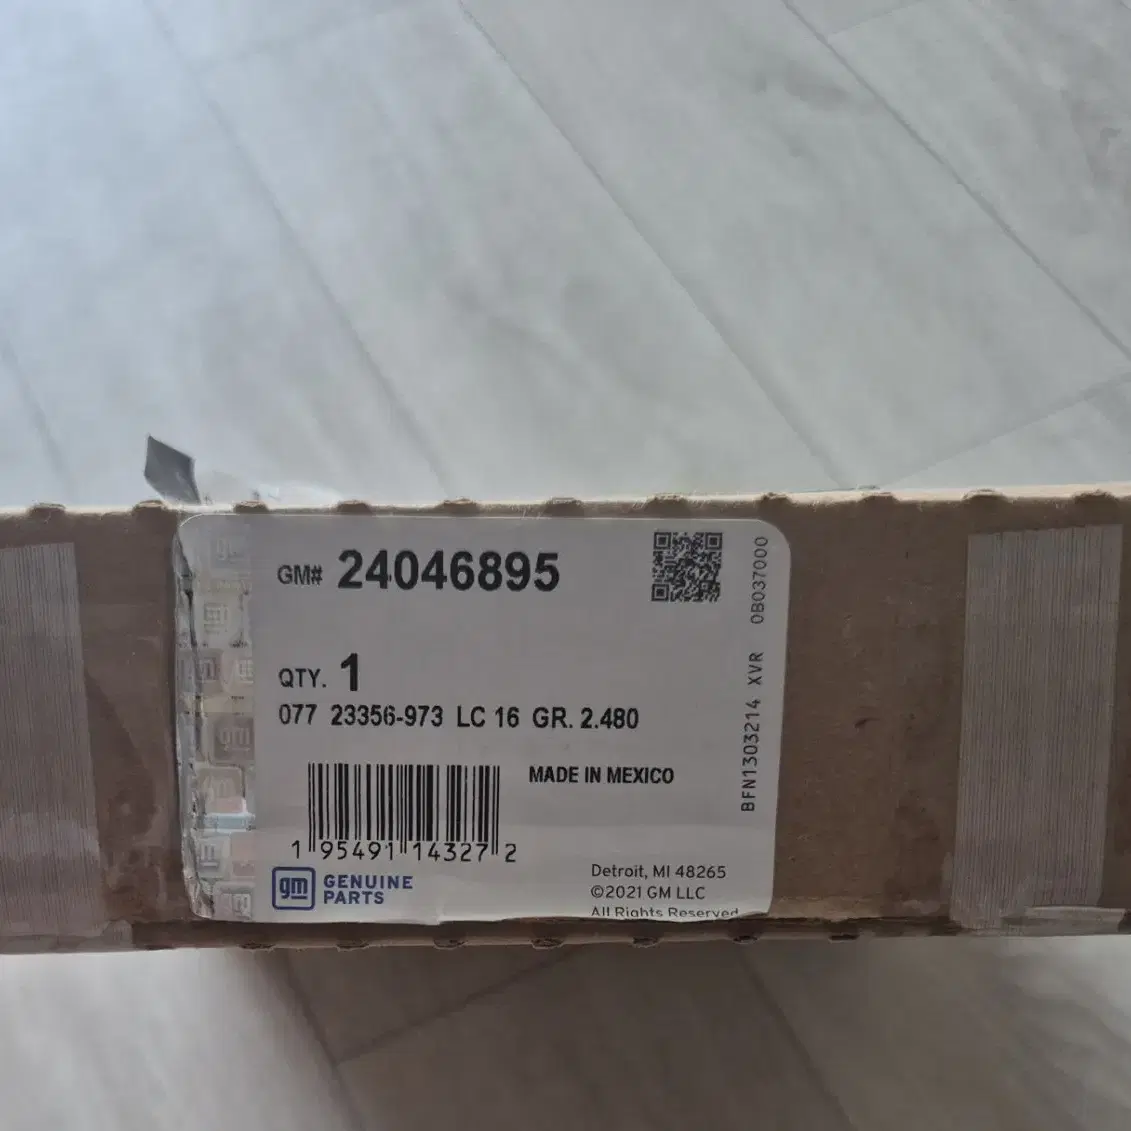 GM# 24046895
QTY. 1
077 23356-973 LC 16 GR. 2.480
MADE IN MEXICO
1 95491 14327 2
gm GENUINE
PARTS
Detroit, MI 48265
©2021 GM LLC
All Rights Reserved
BFN1303214 XVR 0B037000